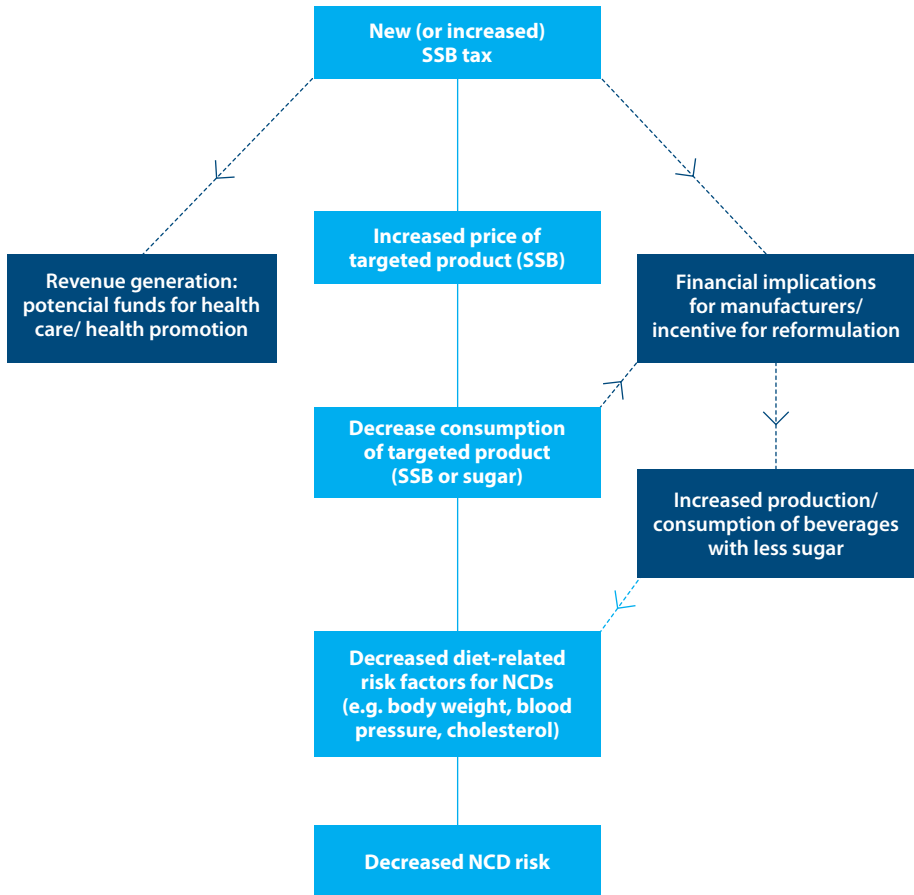 New (or increased)
SSB tax
Increased price of
targeted product (SSB)
Revenue generation:
potencial funds for health
care/ health promotion
Financial implications
for manufacturers/
incentive for reformulation
Decrease consumption
of targeted product
(SSB or sugar)
Increased production/
consumption of beverages
with less sugar
Decreased diet-related
risk factors for NCDs
(e.g. body weight, blood
pressure, cholesterol)
Decreased NCD risk